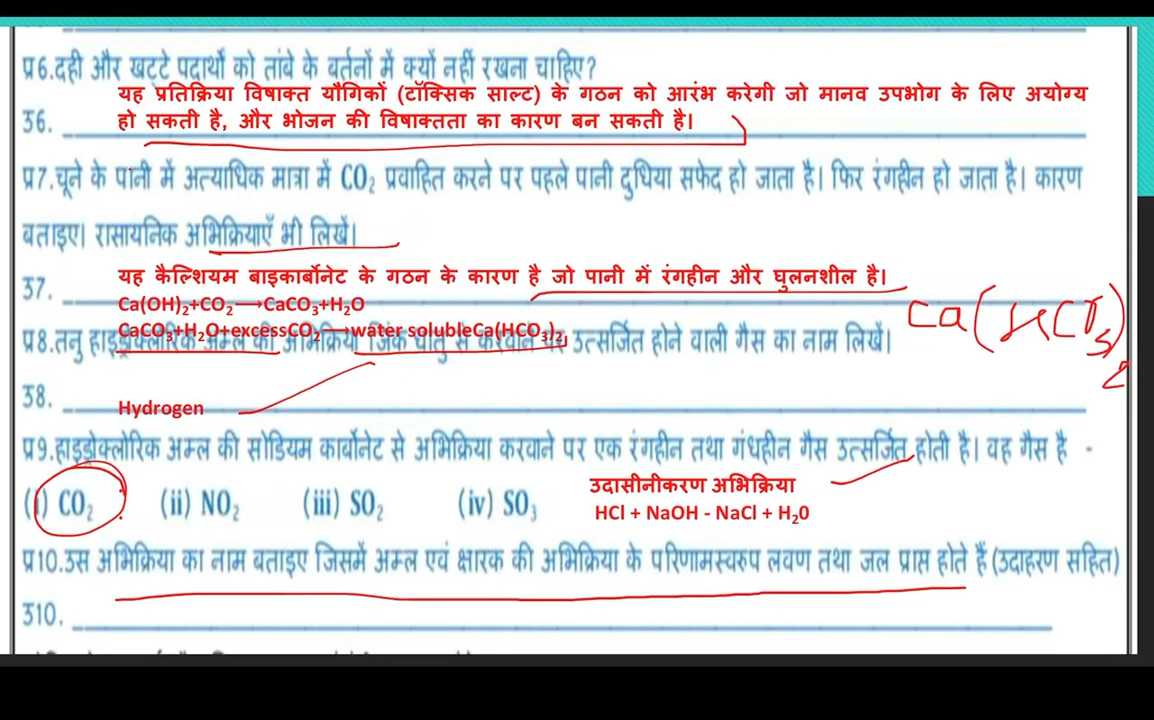 प्र6.दही और खट्टे पदार्थों को तांबे के बर्तनों में क्यों नहीं रखना चाहिए?
यह प्रतिक्रिया विषाक्त यौगिकों (टॉक्सिक साल्ट) के गठन को आरंभ करेगी जो मानव उपभोग के लिए अयोग्य
हो सकती है, और भोजन की विषाक्तता का कारण बन सकती है।
उ6.
प्र7.चूने के पानी में अत्याधिक मात्रा में CO₂ प्रवाहित करने पर पहले पानी दुधिया सफेद हो जाता है। फिर रंगहीन हो जाता है। कारण
बताइए। रासायनिक अभिक्रियाएँ भी लिखें।
यह कैल्शियम बाइकार्बोनेट के गठन के कारण है जो पानी में रंगहीन और घुलनशील है।
उ7.
Ca(OH)₂+CO₂⟶CaCO₃+H₂O
Ca(HCO₃)₂
CaCO₃+H₂O+excessCO₂⟶water solubleCa(HCO₃)₂
प्र8.तनु हाइड्रोक्लोरिक अम्ल की अभिक्रिया जिंक धातु से करवाने पर उत्सर्जित होने वाली गैस का नाम लिखें।
उ8.
Hydrogen
प्र9.हाइड्रोक्लोरिक अम्ल की सोडियम कार्बोनेट से अभिक्रिया करवाने पर एक रंगहीन तथा गंधहीन गैस उत्सर्जित होती है। वह गैस है -
(i) CO₂ (ii) NO₂ (iii) SO₂ (iv) SO₃
उदासीनीकरण अभिक्रिया
HCl + NaOH - NaCl + H₂0
प्र10.उस अभिक्रिया का नाम बताइए जिसमें अम्ल एवं क्षारक की अभिक्रिया के परिणामस्वरुप लवण तथा जल प्राप्त होते हैं (उदाहरण सहित)
उ10.